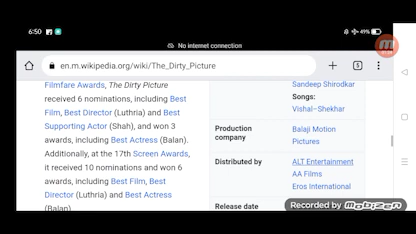 6:50
49%
No internet connection
en.m.wikipedia.org/wiki/The_Dirty_Picture
5
Filmfare Awards, The Dirty Picture
received 6 nominations, including Best
Film, Best Director (Luthria) and Best
Supporting Actor (Shah), and won 3
awards, including Best Actress (Balan).
Additionally, at the 17th Screen Awards,
it received 10 nominations and won 6
awards, including Best Film, Best
Director (Luthria) and Best Actress
(Balan)
Sandeep Shirodkar
Songs:
Vishal–Shekhar
Production
company
Balaji Motion
Pictures
Distributed by
ALT Entertainment
AA Films
Eros International
Release date
Recorded by
MOBIZEN